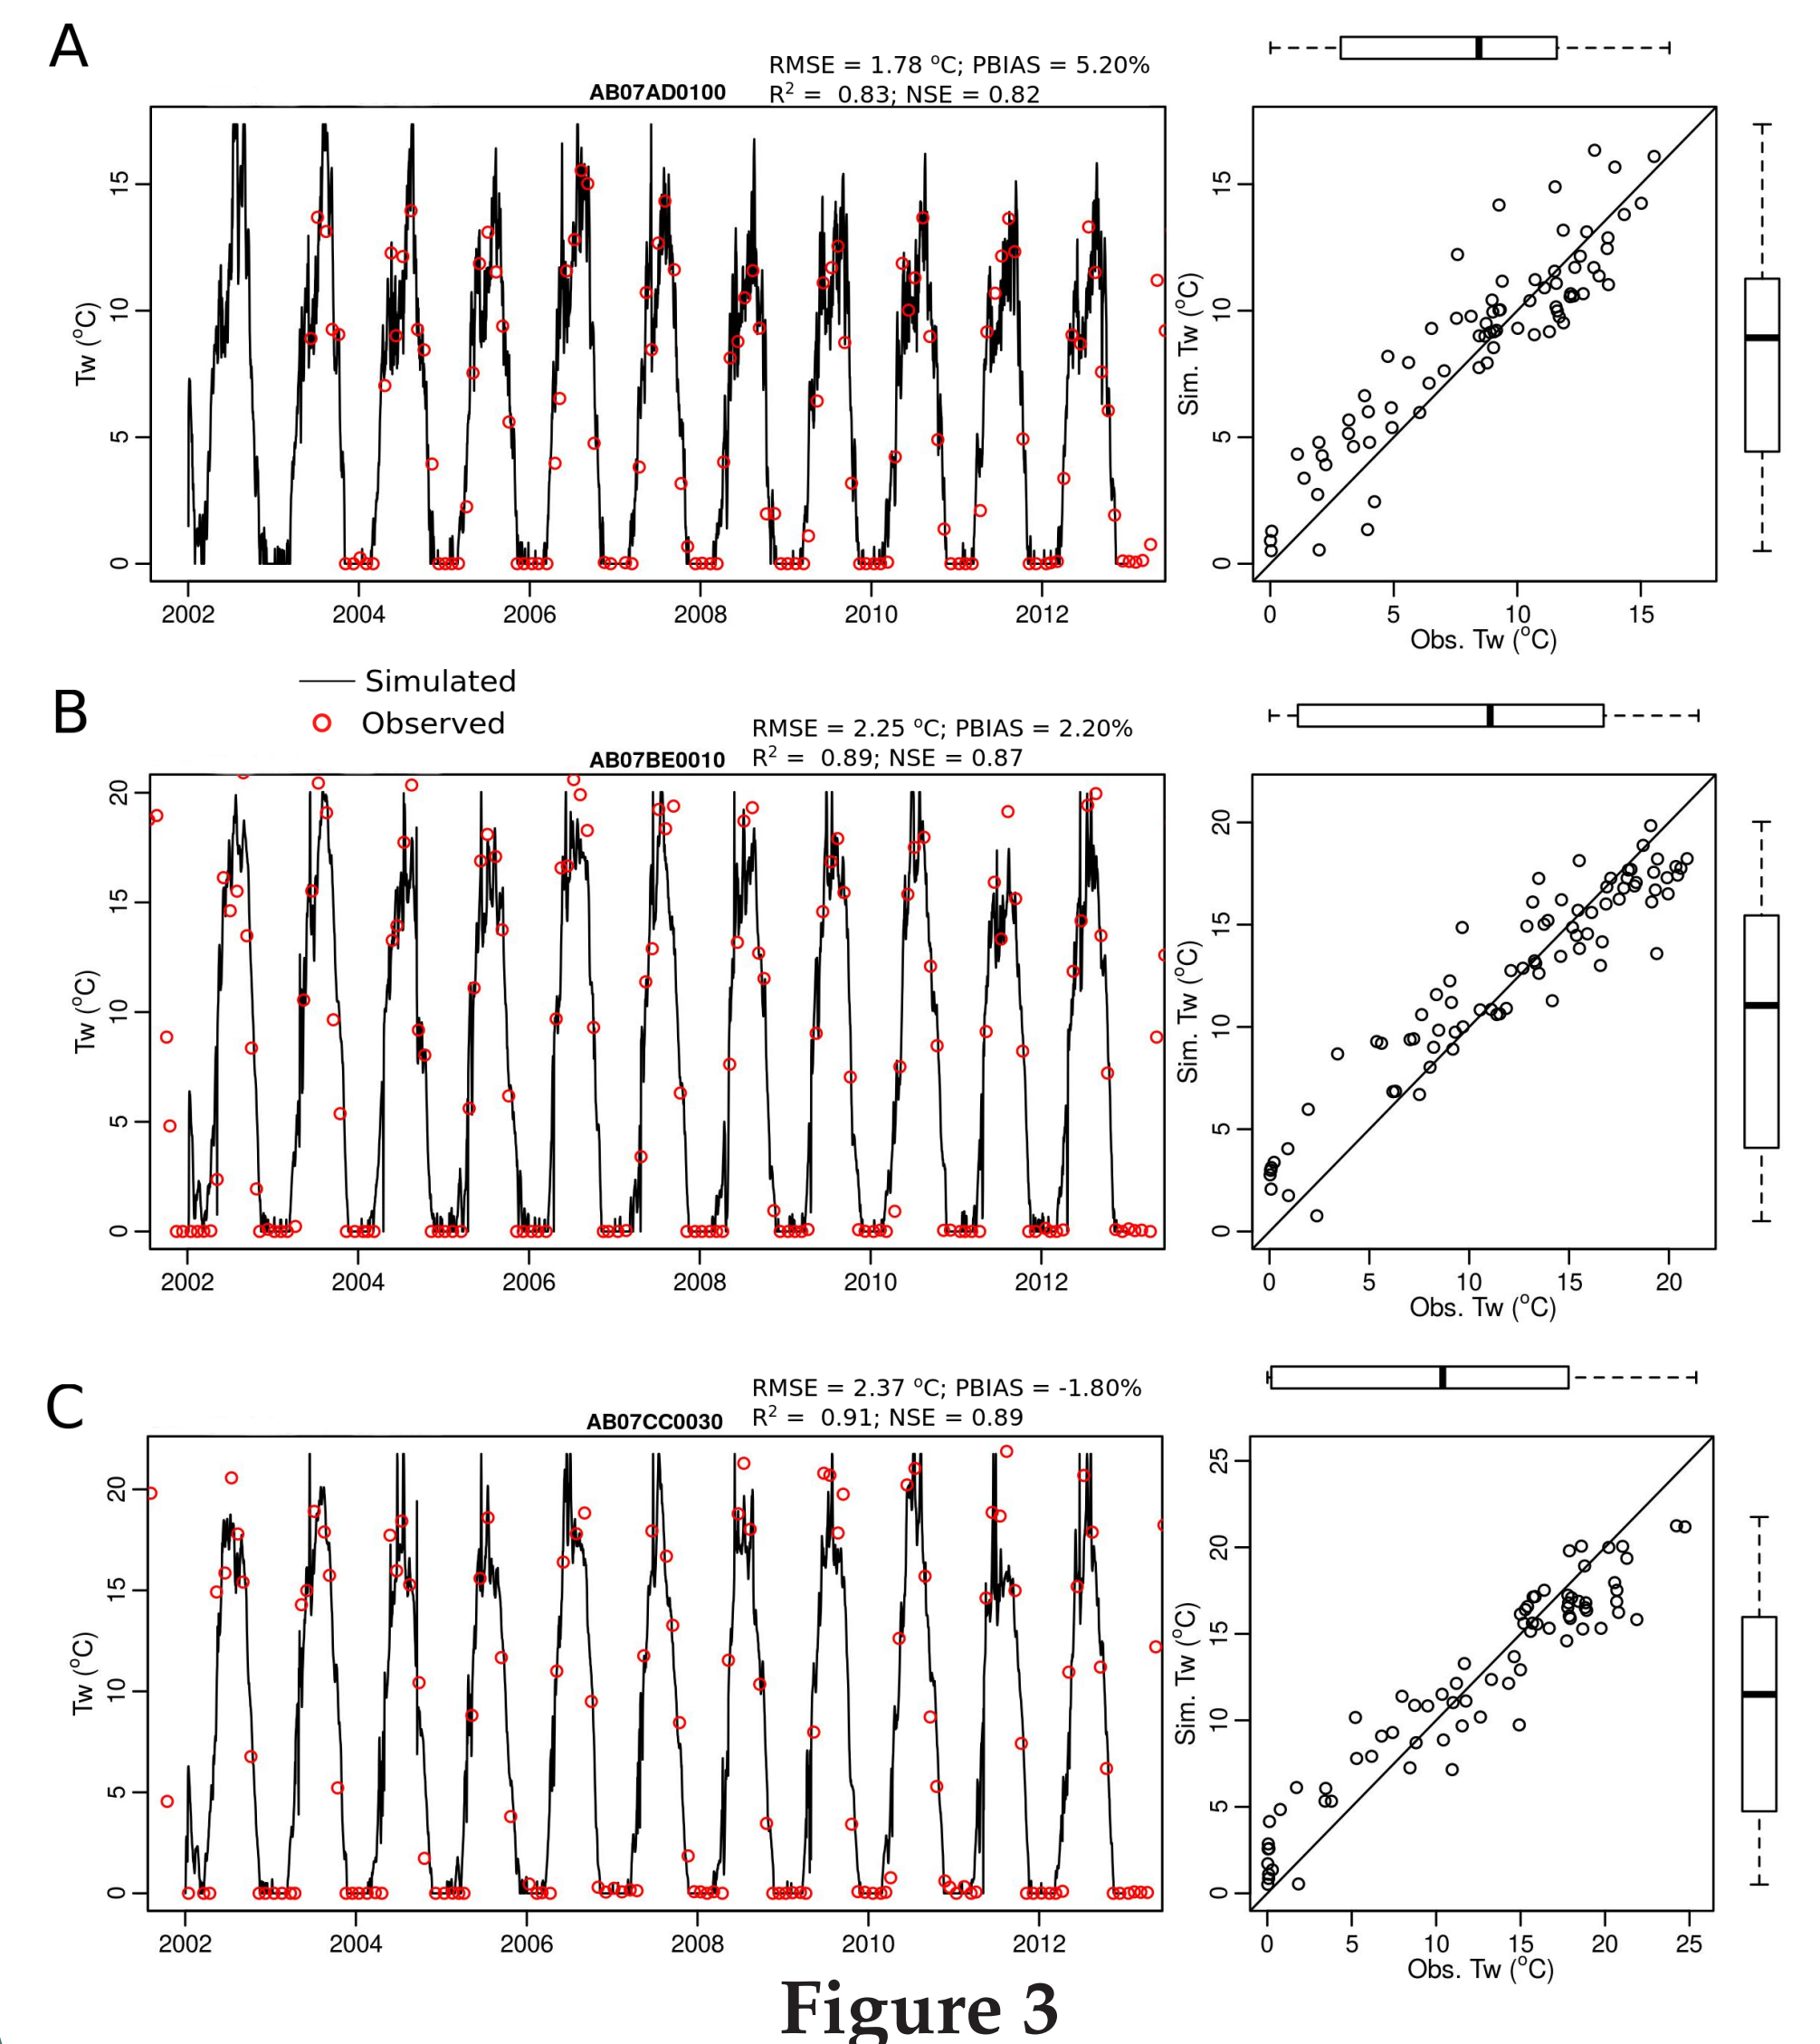 A
RMSE = 1.78 °C; PBIAS = 5.20%
AB07AD0100
R² = 0.83; NSE = 0.82
Tw (°C)
0
5
10
15
2002
2004
2006
2008
2010
2012
Sim. Tw (°C)
0
5
10
15
0
5
10
15
Obs. Tw (°C)
Simulated
Observed
B
RMSE = 2.25 °C; PBIAS = 2.20%
AB07BE0010
R² = 0.89; NSE = 0.87
Tw (°C)
0
5
10
15
20
2002
2004
2006
2008
2010
2012
Sim. Tw (°C)
0
5
10
15
20
0
5
10
15
20
Obs. Tw (°C)
C
RMSE = 2.37 °C; PBIAS = -1.80%
AB07CC0030
R² = 0.91; NSE = 0.89
Tw (°C)
0
5
10
15
20
2002
2004
2006
2008
2010
2012
Sim. Tw (°C)
0
5
10
15
20
25
0
5
10
15
20
25
Obs. Tw (°C)
Figure 3